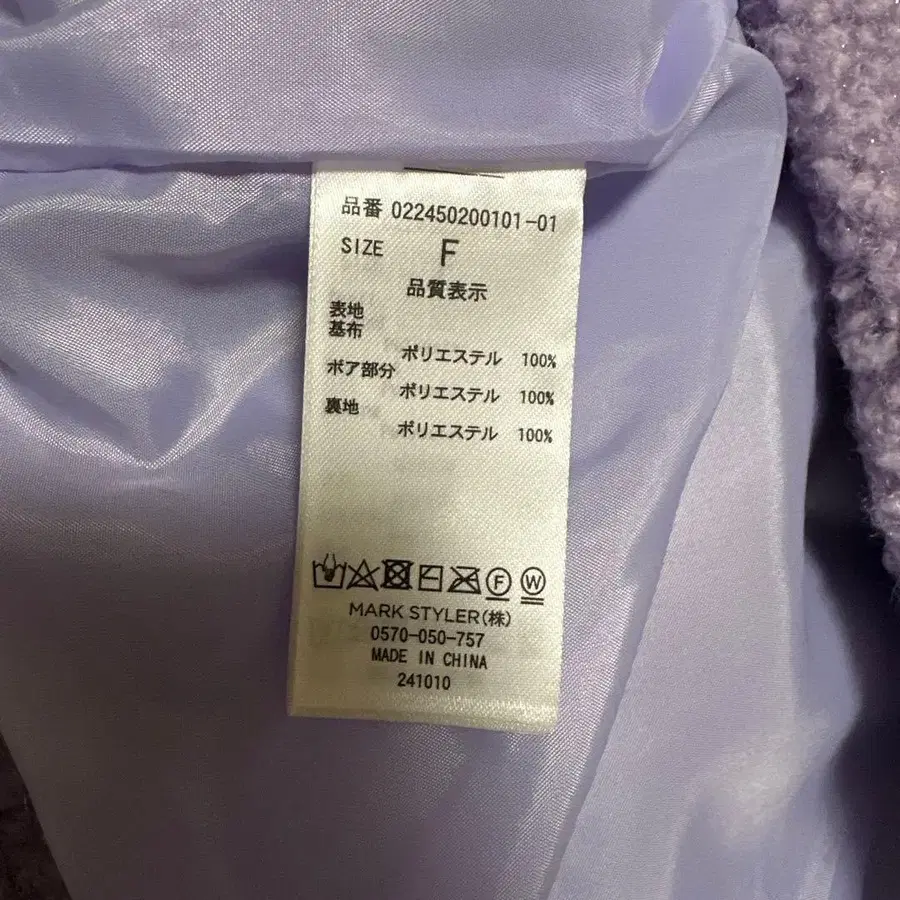 品番 022450200101-01
SIZE F
品質表示
表地
基布
ポリエステル 100%
ボア部分
ポリエステル 100%
裏地
ポリエステル 100%
F W
MARK STYLER(株)
0570-050-757
MADE IN CHINA
241010